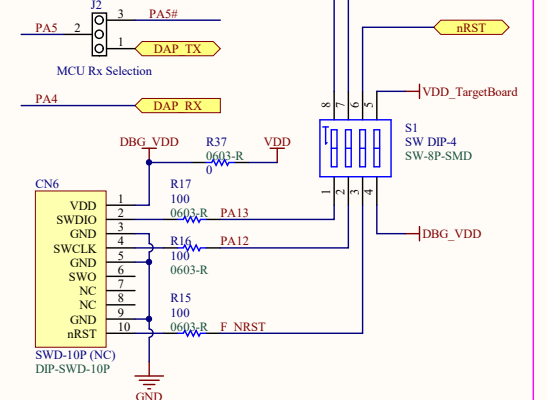 J2
3
PA5#
PA5
2
1
DAP_TX
MCU Rx Selection
PA4
DAP_RX
nRST
VDD_TargetBoard
8
7
6
5
S1
SW DIP-4
SW-8P-SMD
1
2
3
4
DBG_VDD
DBG_VDD
R37
0603-R
0
VDD
CN6
VDD
1
SWDIO
2
GND
3
SWCLK
4
GND
5
SWO
6
NC
7
NC
8
GND
9
nRST
10
R17
100
0603-R
PA13
R16
100
0603-R
PA12
R15
100
0603-R
F_NRST
SWD-10P (NC)
DIP-SWD-10P
GND